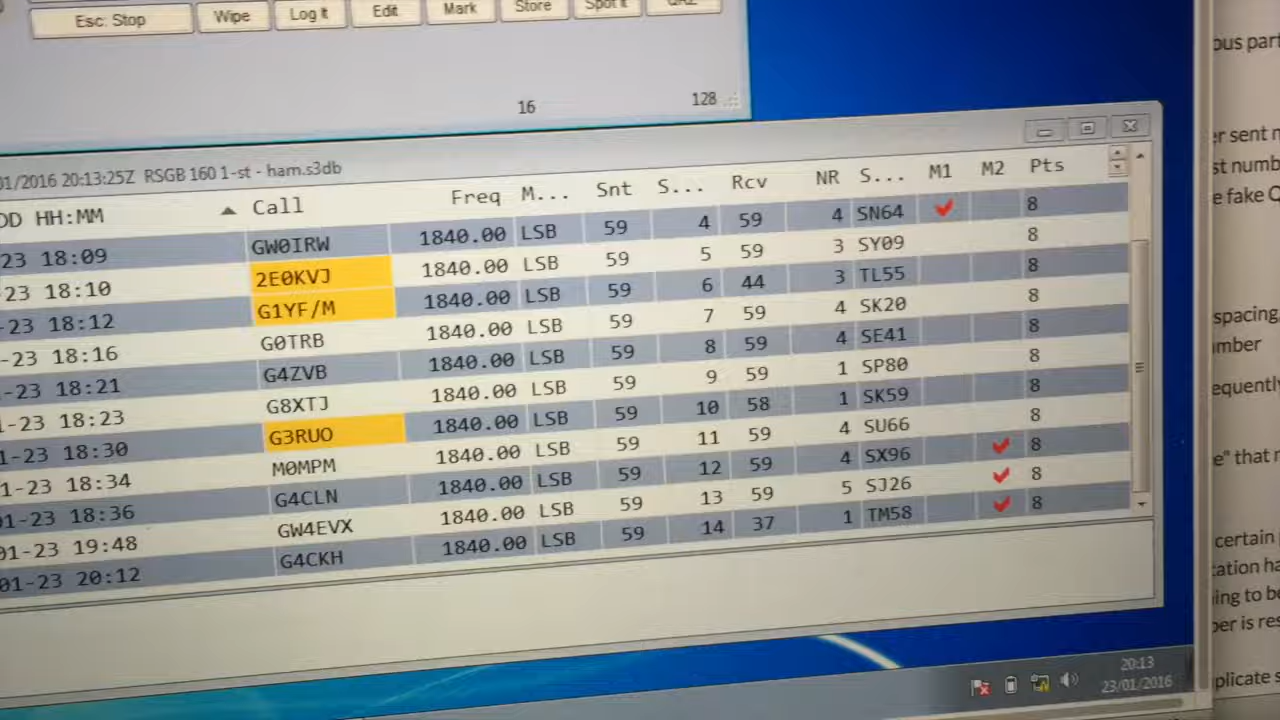 Esc: Stop Wipe Log It Edit Mark Store Spot It QRZ
16 128
01/2016 20:13:25Z RSGB 160 1-st - ham.s3db
DD HH:MM Call Freq M... Snt S... Rcv NR S... M1 M2 Pts
23 18:09 GW0IRW 1840.00 LSB 59 4 59 4 SN64 8
-23 18:10 2E0KVJ 1840.00 LSB 59 5 59 3 SY09 8
-23 18:12 G1YF/M 1840.00 LSB 59 6 44 3 TL55 8
-23 18:16 G0TRB 1840.00 LSB 59 7 59 4 SK20 8
-23 18:21 G4ZVB 1840.00 LSB 59 8 59 4 SE41 8
1-23 18:23 G8XTJ 1840.00 LSB 59 9 59 1 SP80 8
1-23 18:30 G3RUO 1840.00 LSB 59 10 58 1 SK59 8
1-23 18:34 M0MPM 1840.00 LSB 59 11 59 4 SU66 8
01-23 18:36 G4CLN 1840.00 LSB 59 12 59 4 SX96 8
01-23 19:48 GW4EVX 1840.00 LSB 59 13 59 5 SJ26 8
01-23 20:12 G4CKH 1840.00 LSB 59 14 37 1 TM58 8
20:13
23/01/2016
ous part
er sent n
st numb
e fake Q
spacing,
umber
equently
e" that n
certain
ation ha
ing to be
per is res
plicate s